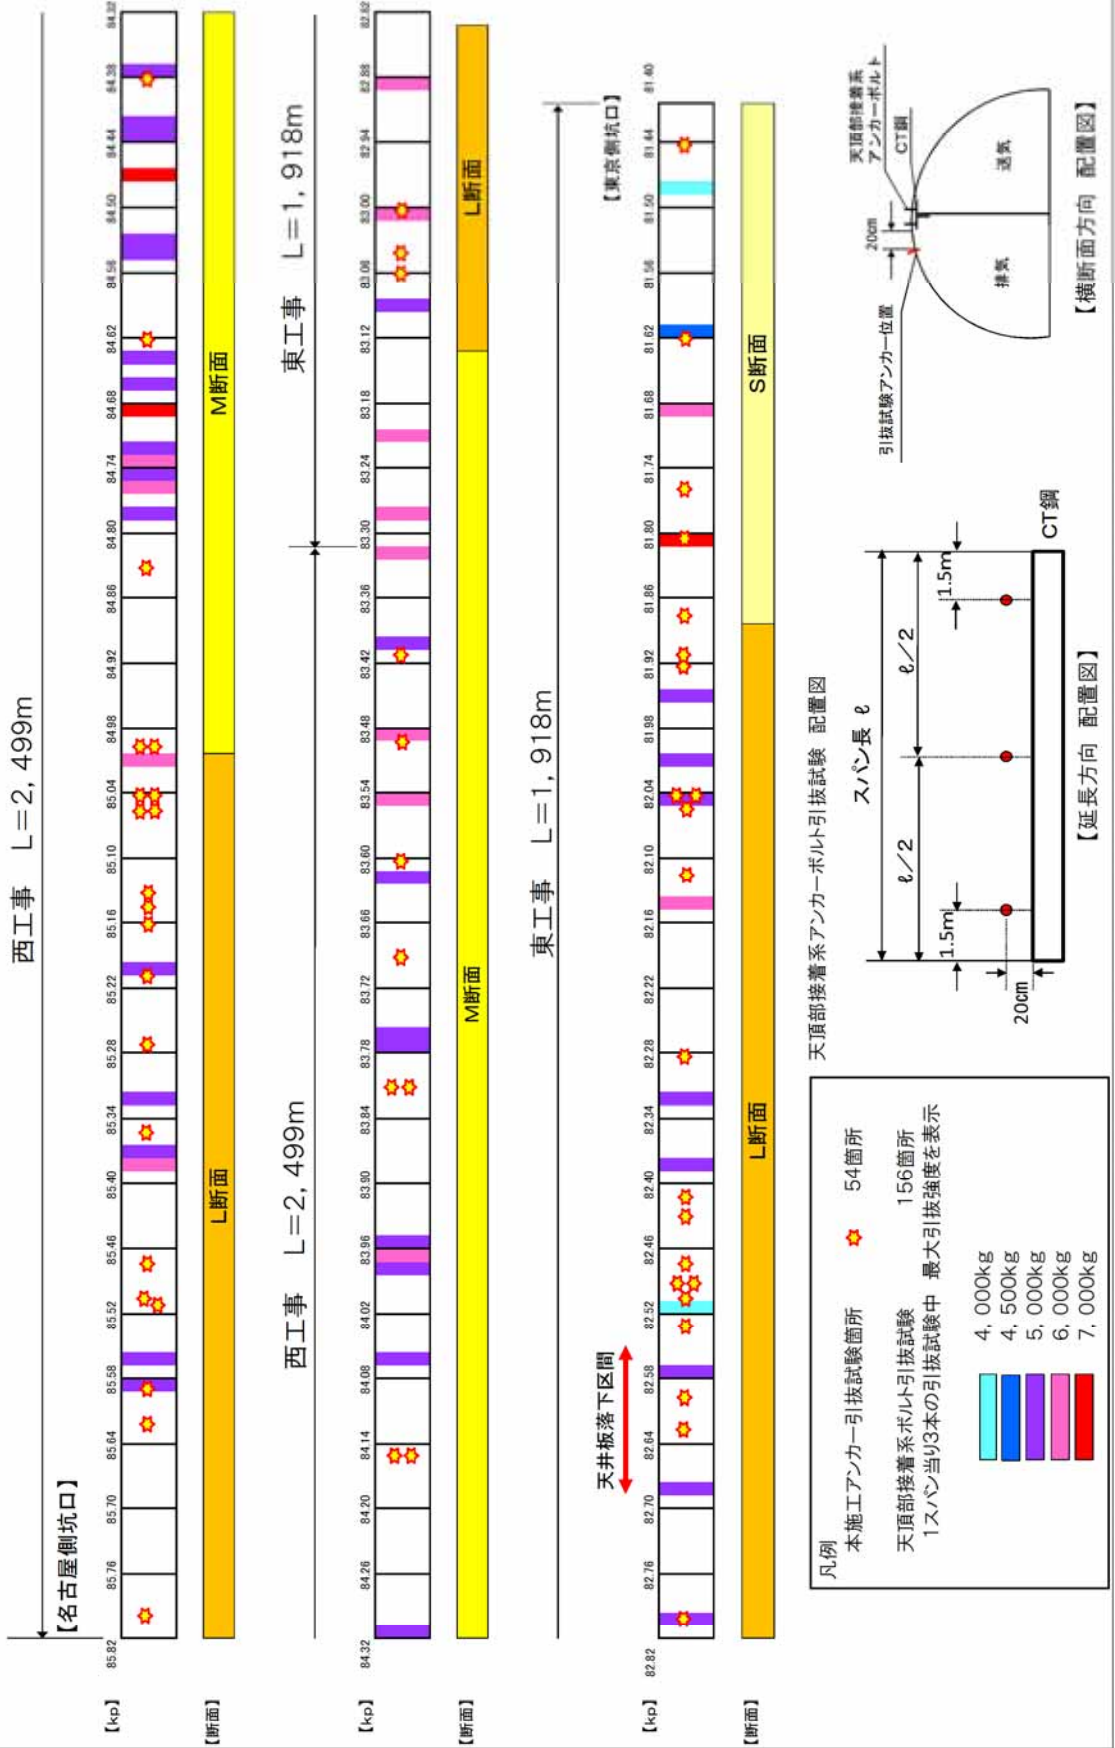 西工事 L=2,499m
【名古屋側坑口】
【kp】
85.82
85.76
85.70
85.64
85.58
85.52
85.46
85.40
85.34
85.28
85.22
85.16
85.10
85.04
84.98
84.92
84.86
84.80
84.74
84.68
84.62
84.56
84.50
84.44
84.38
84.32
【断面】
L断面
M断面
西工事 L=2,499m
東工事 L=1,918m
【kp】
84.32
84.26
84.20
84.14
84.08
84.02
83.96
83.90
83.84
83.78
83.72
83.66
83.60
83.54
83.48
83.42
83.36
83.30
83.24
83.18
83.12
83.06
83.00
82.94
82.88
82.82
【断面】
M断面
L断面
東工事 L=1,918m
天井板落下区間
【東京側坑口】
【kp】
82.82
82.76
82.70
82.64
82.58
82.52
82.46
82.40
82.34
82.28
82.22
82.16
82.10
82.04
81.98
81.92
81.86
81.80
81.74
81.68
81.62
81.56
81.50
81.44
81.40
【断面】
L断面
S断面
凡例
本施工アンカー引抜試験箇所 54箇所
天頂部接着系ボルト引抜試験 156箇所
1スパン当り3本の引抜試験中 最大引抜強度を表示
4,000kg
4,500kg
5,000kg
6,000kg
7,000kg
天頂部接着系アンカーボルト引抜試験 配置図
スパン長 ℓ
ℓ/2
ℓ/2
1.5m
1.5m
20cm
CT鋼
【延長方向 配置図】
引抜試験アンカー位置
20cm
天頂部接着系
アンカーボルト
CT鋼
排気
送気
【横断面方向 配置図】